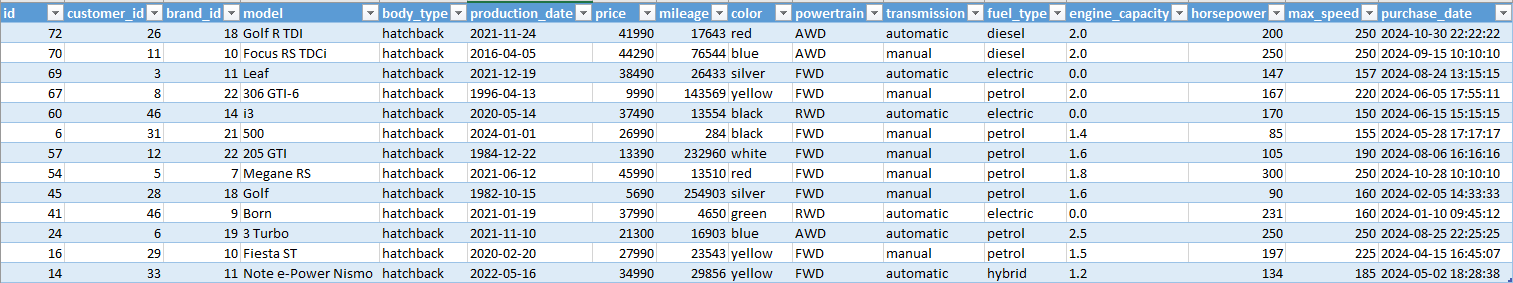 id customer_id brand_id model body_type production_date price mileage color powertrain transmission fuel_type engine_capacity horsepower max_speed purchase_date
72 26 18 Golf R TDI hatchback 2021-11-24 41990 17643 red AWD automatic diesel 2.0 200 250 2024-10-30 22:22:22
70 11 10 Focus RS TDCi hatchback 2016-04-05 44290 76544 blue AWD manual diesel 2.0 250 250 2024-09-15 10:10:10
69 3 11 Leaf hatchback 2021-12-19 38490 26433 silver FWD automatic electric 0.0 147 157 2024-08-24 13:15:15
67 8 22 306 GTI-6 hatchback 1996-04-13 9990 143569 yellow FWD manual petrol 2.0 167 220 2024-06-05 17:55:11
60 46 14 i3 hatchback 2020-05-14 37490 13554 black RWD automatic electric 0.0 170 150 2024-06-15 15:15:15
6 31 21 500 hatchback 2024-01-01 26990 284 black FWD manual petrol 1.4 85 155 2024-05-28 17:17:17
57 12 22 205 GTI hatchback 1984-12-22 13390 232960 white FWD manual petrol 1.6 105 190 2024-08-06 16:16:16
54 5 7 Megane RS hatchback 2021-06-12 45990 13510 red FWD manual petrol 1.8 300 250 2024-10-28 10:10:10
45 28 18 Golf hatchback 1982-10-15 5690 254903 silver FWD manual petrol 1.6 90 160 2024-02-05 14:33:33
41 46 9 Born hatchback 2021-01-19 37990 4650 green RWD automatic electric 0.0 231 160 2024-01-10 09:45:12
24 6 19 3 Turbo hatchback 2021-11-10 21300 16903 blue AWD automatic petrol 2.5 250 250 2024-08-25 22:25:25
16 29 10 Fiesta ST hatchback 2020-02-20 27990 23543 yellow FWD manual petrol 1.5 197 225 2024-04-15 16:45:07
14 33 11 Note e-Power Nismo hatchback 2022-05-16 34990 29856 yellow FWD automatic hybrid 1.2 134 185 2024-05-02 18:28:38